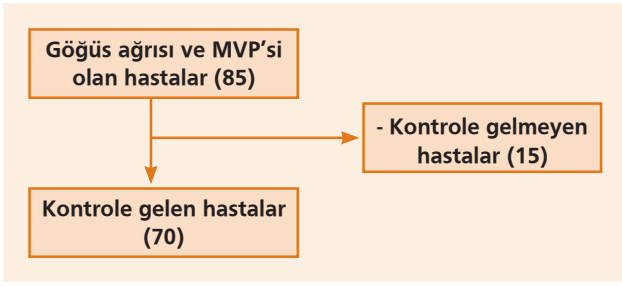 Göğüs ağrısı ve MVP’si
olan hastalar (85)
- Kontrole gelmeyen
hastalar (15)
Kontrole gelen hastalar
(70)